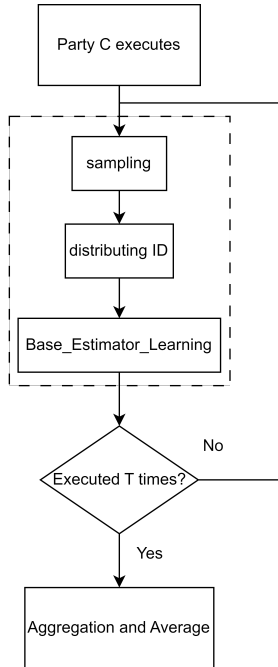 Party C executes
sampling
distributing ID
Base_Estimator_Learning
Executed T times?
No
Yes
Aggregation and Average